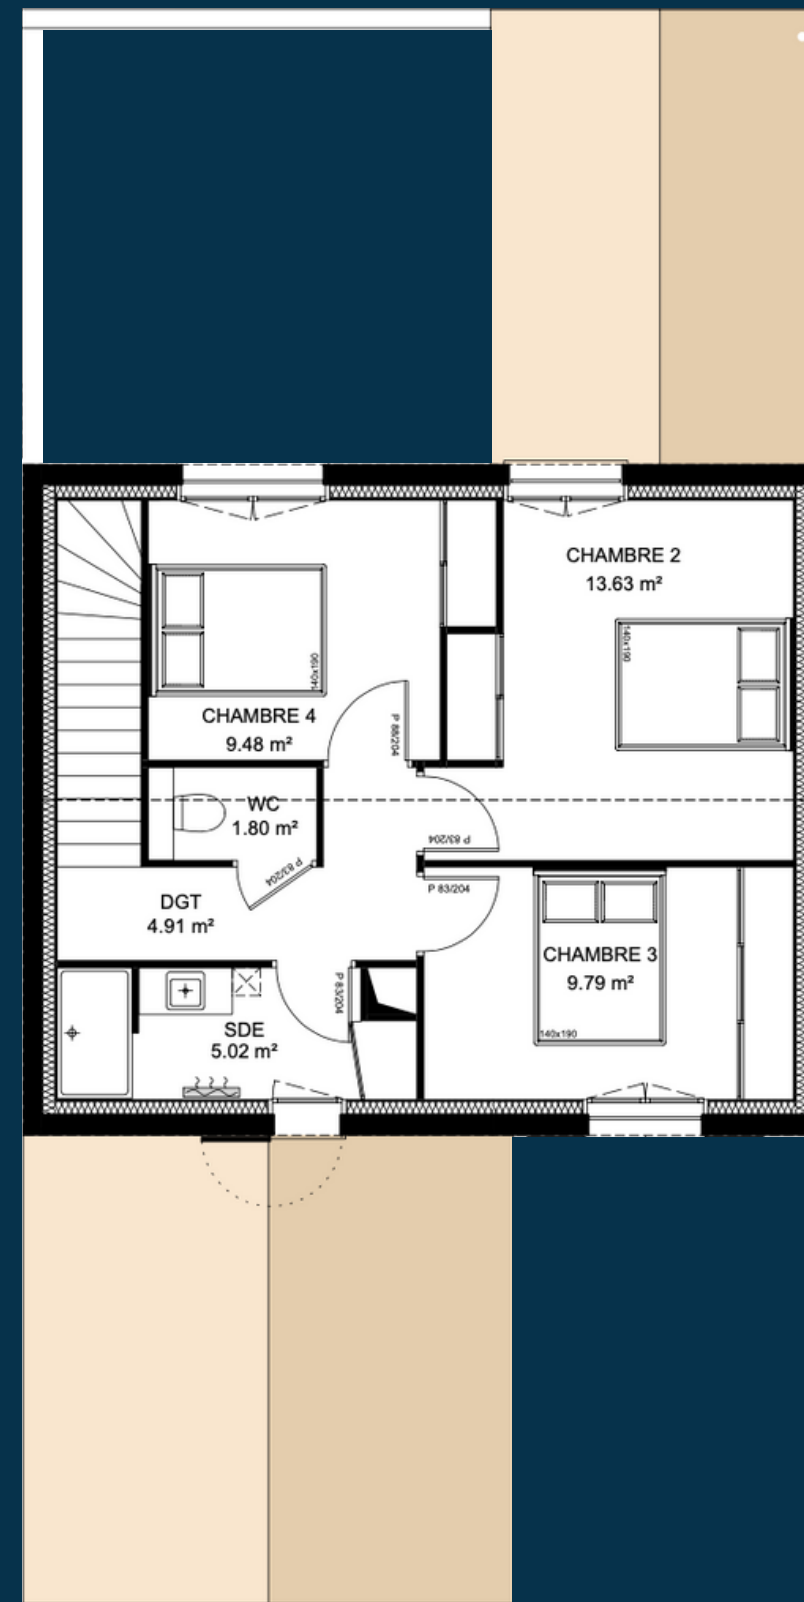 CHAMBRE 2
13.63 m²
140x190
140x190
CHAMBRE 4
9.48 m²
P 88/204
WC
1.80 m²
P 83/204
P 83/204
P 83/204
DGT
4.91 m²
CHAMBRE 3
9.79 m²
140x190
P 83/204
SDE
5.02 m²